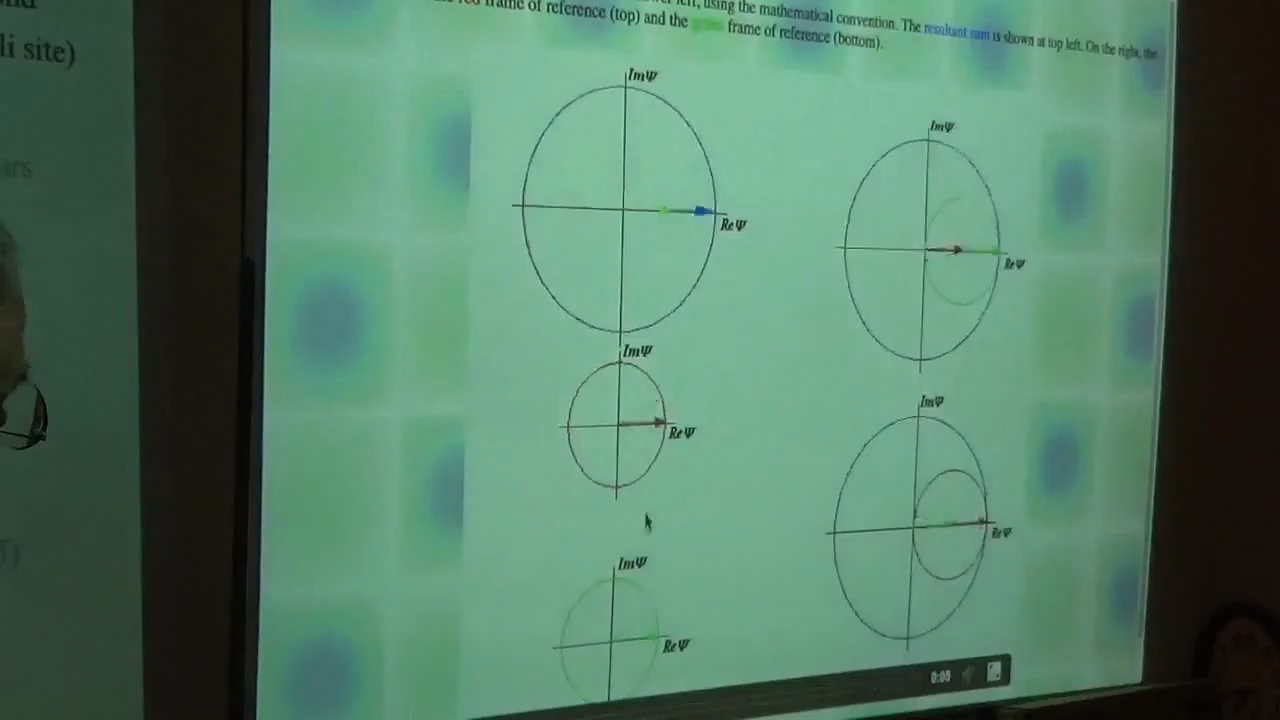 left, using the mathematical convention. The resultant sum is shown at top left. On the right, the
frame of reference (top) and the green frame of reference (bottom).
li site)
ars
ImΨ
ReΨ
ImΨ
ReΨ
ImΨ
ReΨ
ImΨ
ReΨ
ImΨ
ReΨ
0:00